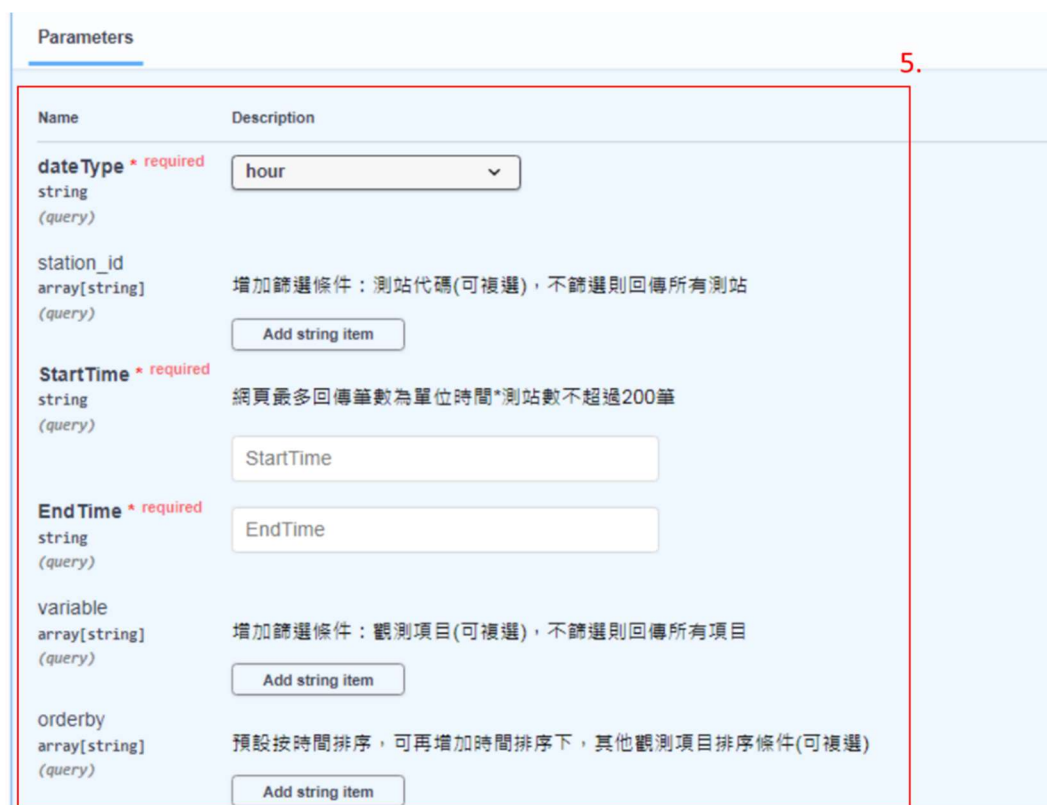 Parameters
5.
Name Description
dateType * required
string
(query)
hour
station_id
array[string]
(query)
增加篩選條件：測站代碼(可複選)，不篩選則回傳所有測站
Add string item
StartTime * required
string
(query)
網頁最多回傳筆數為單位時間*測站數不超過200筆
StartTime
EndTime * required
string
(query)
EndTime
variable
array[string]
(query)
增加篩選條件：觀測項目(可複選)，不篩選則回傳所有項目
Add string item
orderby
array[string]
(query)
預設按時間排序，可再增加時間排序下，其他觀測項目排序條件(可複選)
Add string item